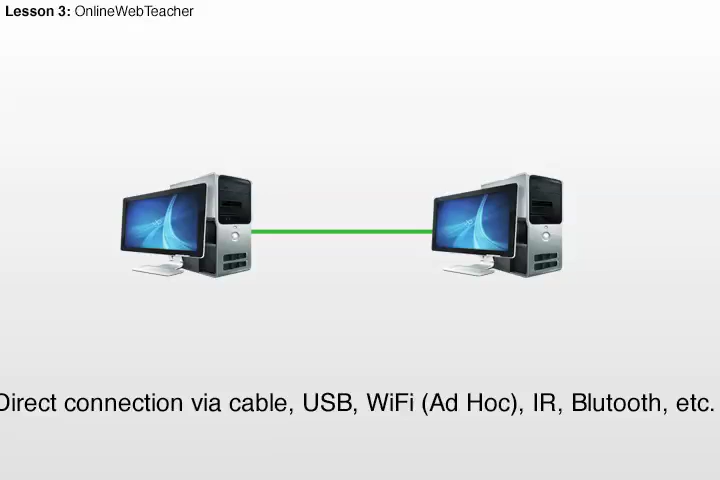 Lesson 3: OnlineWebTeacher
Direct connection via cable, USB, WiFi (Ad Hoc), IR, Blutooth, etc.